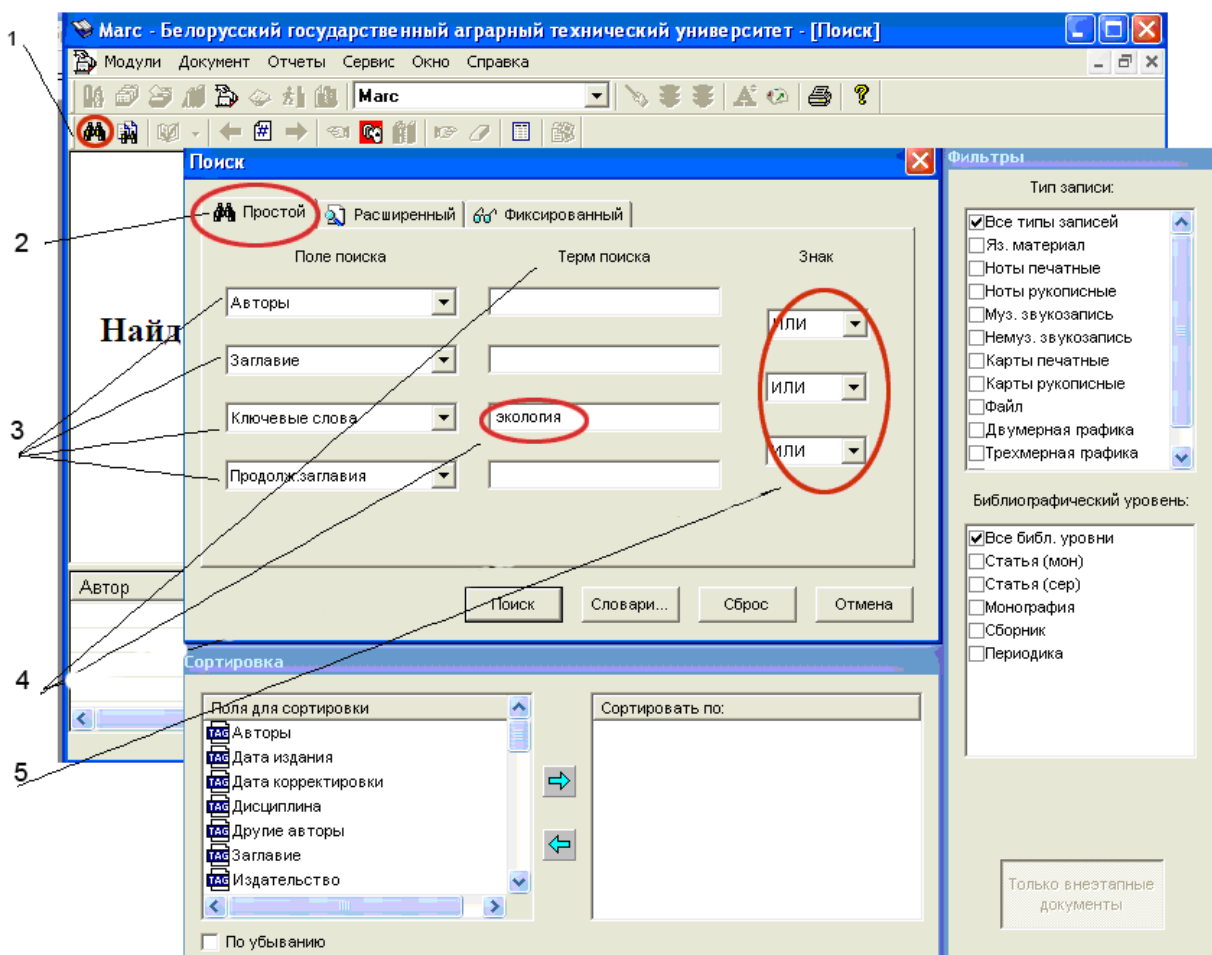 Marc - Белорусский государственный аграрный технический университет - [Поиск]
Модули Документ Отчеты Сервис Окно Справка
Marc
1
Поиск
Простой Расширенный Фиксированный
2
Поле поиска Терм поиска Знак
Авторы
ИЛИ
Найд
Заглавие
ИЛИ
Ключевые слова экология
3
ИЛИ
Продолж.заглавия
Автор
Поиск Словари... Сброс Отмена
4
5
Сортировка
Поля для сортировки Сортировать по:
Авторы
Дата издания
Дата корректировки
Дисциплина
Другие авторы
Заглавие
Издательство
По убыванию
Фильтры
Тип записи:
Все типы записей
Яз. материал
Ноты печатные
Ноты рукописные
Муз. звукозапись
Немуз. звукозапись
Карты печатные
Карты рукописные
Файл
Двумерная графика
Трехмерная графика
Библиографический уровень:
Все библ. уровни
Статья (мон)
Статья (сер)
Монография
Сборник
Периодика
Только внеэтапные
документы